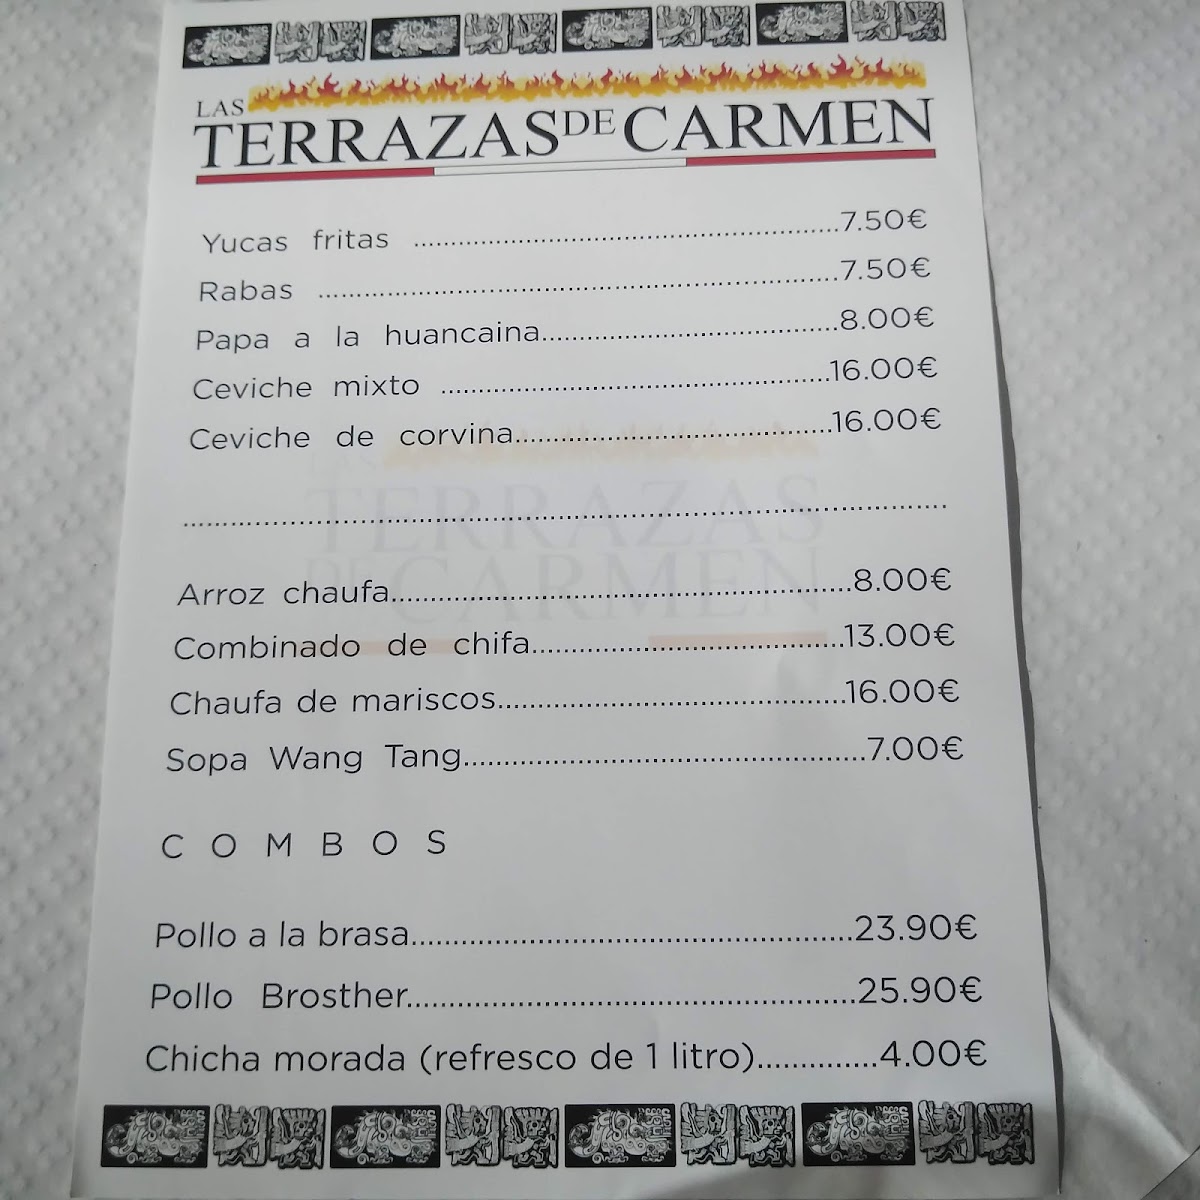 LAS
TERRAZAS DE CARMEN
Yucas fritas ........................................................7.50€
Rabas ....................................................................7.50€
Papa a la huancaina.......................................8.00€
Ceviche mixto ...................................................16.00€
Ceviche de corvina..........................................16.00€
....................................................................................................
Arroz chaufa............................................................8.00€
Combinado de chifa........................................13.00€
Chaufa de mariscos.............................................16.00€
Sopa Wang Tang...................................................7.00€
COMBOS
Pollo a la brasa........................................................23.90€
Pollo Brosther.........................................................25.90€
Chicha morada (refresco de 1 litro)...............4.00€
TERRAZAS
DE CARMEN